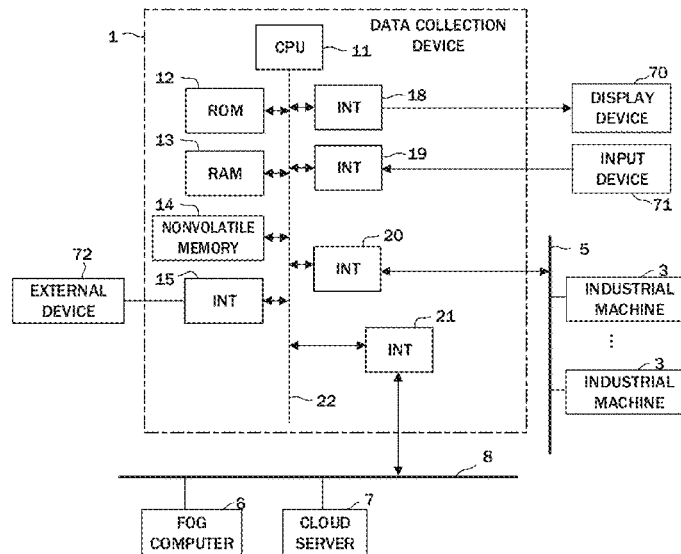 1
DATA COLLECTION
DEVICE
CPU
11
12
ROM
INT
18
70
DISPLAY
DEVICE
13
RAM
INT
19
INPUT
DEVICE
71
14
NONVOLATILE
MEMORY
20
INT
5
72
EXTERNAL
DEVICE
15
INT
3
INDUSTRIAL
MACHINE
21
INT
⋮
3
INDUSTRIAL
MACHINE
22
8
6
FOG
COMPUTER
7
CLOUD
SERVER